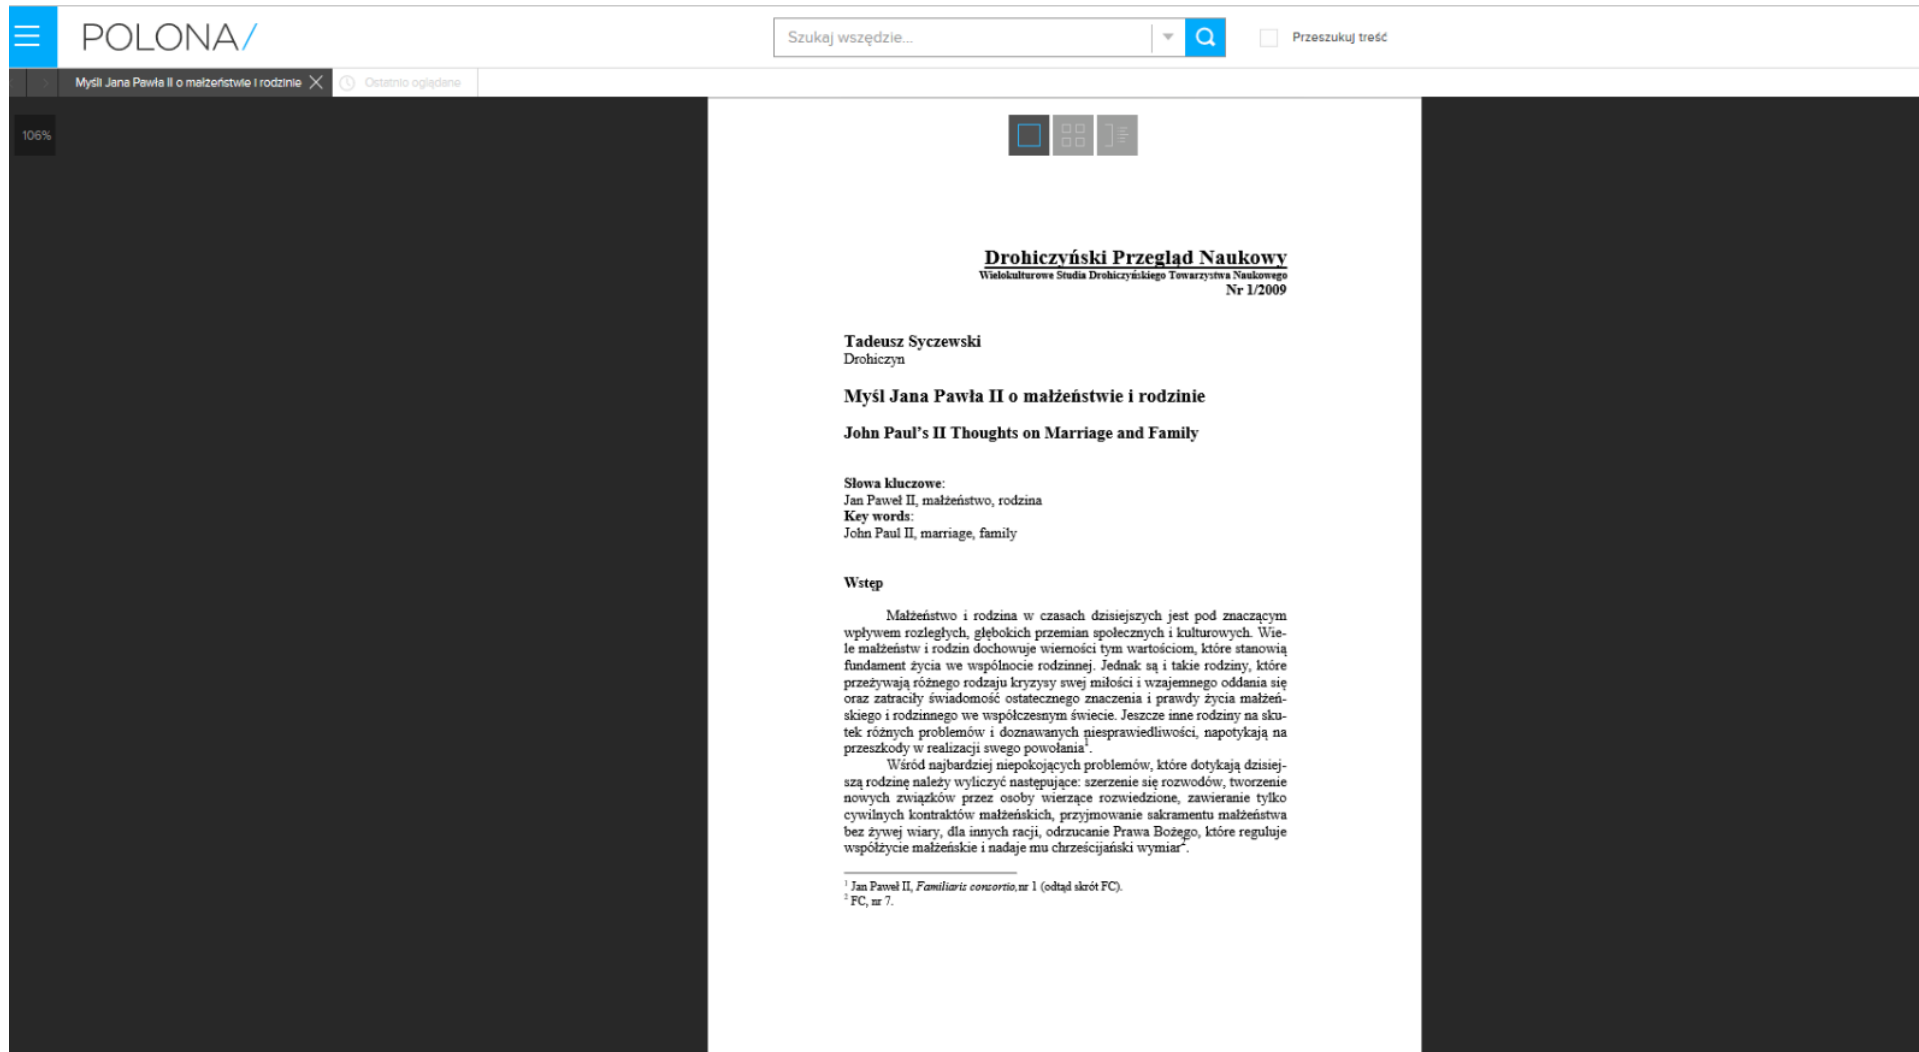 POLONA/
Szukaj wszędzie...
Przeszukuj treść
Myśli Jana Pawła II o małżeństwie i rodzinie
Ostatnio oglądane
106%
Drohiczyński Przegląd Naukowy
Wielokulturowe Studia Drohiczyńskiego Towarzystwa Naukowego
Nr 1/2009
Tadeusz Syczewski
Drohiczyn
Myśl Jana Pawła II o małżeństwie i rodzinie
John Paul's II Thoughts on Marriage and Family
Słowa kluczowe:
Jan Paweł II, małżeństwo, rodzina
Key words:
John Paul II, marriage, family
Wstęp
Małżeństwo i rodzina w czasach dzisiejszych jest pod znaczącym
wpływem rozległych, głębokich przemian społecznych i kulturowych. Wie-
le małżeństw i rodzin dochowuje wierności tym wartościom, które stanowią
fundament życia we wspólnocie rodzinnej. Jednak są i takie rodziny, które
przeżywają różnego rodzaju kryzysy swej miłości i wzajemnego oddania się
oraz zatraciły świadomość ostatecznego znaczenia i prawdy życia małżeń-
skiego i rodzinnego we współczesnym świecie. Jeszcze inne rodziny na sku-
tek różnych problemów i doznawanych niesprawiedliwości, napotykają na
przeszkody w realizacji swego powołania¹.
Wśród najbardziej niepokojących problemów, które dotykają dzisiej-
szą rodzinę należy wyliczyć następujące: szerzenie się rozwodów, tworzenie
nowych związków przez osoby wierzące rozwiedzione, zawieranie tylko
cywilnych kontraktów małżeńskich, przyjmowanie sakramentu małżeństwa
bez żywej wiary, dla innych racji, odrzucanie Prawa Bożego, które reguluje
współżycie małżeńskie i nadaje mu chrześcijański wymiar².
¹ Jan Paweł II, Familiaris consortio,nr 1 (odtąd skrót FC).
² FC, nr 7.